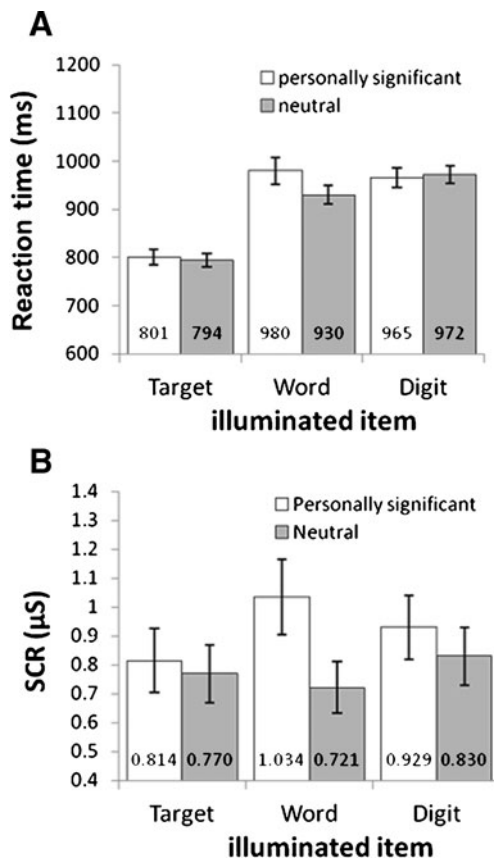 A
1200
1100
1000
900
800
700
600
Reaction time (ms)
personally significant
neutral
801 794 980 930 965 972
Target Word Digit
illuminated item
B
1.4
1.3
1.2
1.1
1
0.9
0.8
0.7
0.6
0.5
0.4
SCR (µS)
Personally significant
Neutral
0.814 0.770 1.034 0.721 0.929 0.830
Target Word Digit
illuminated item